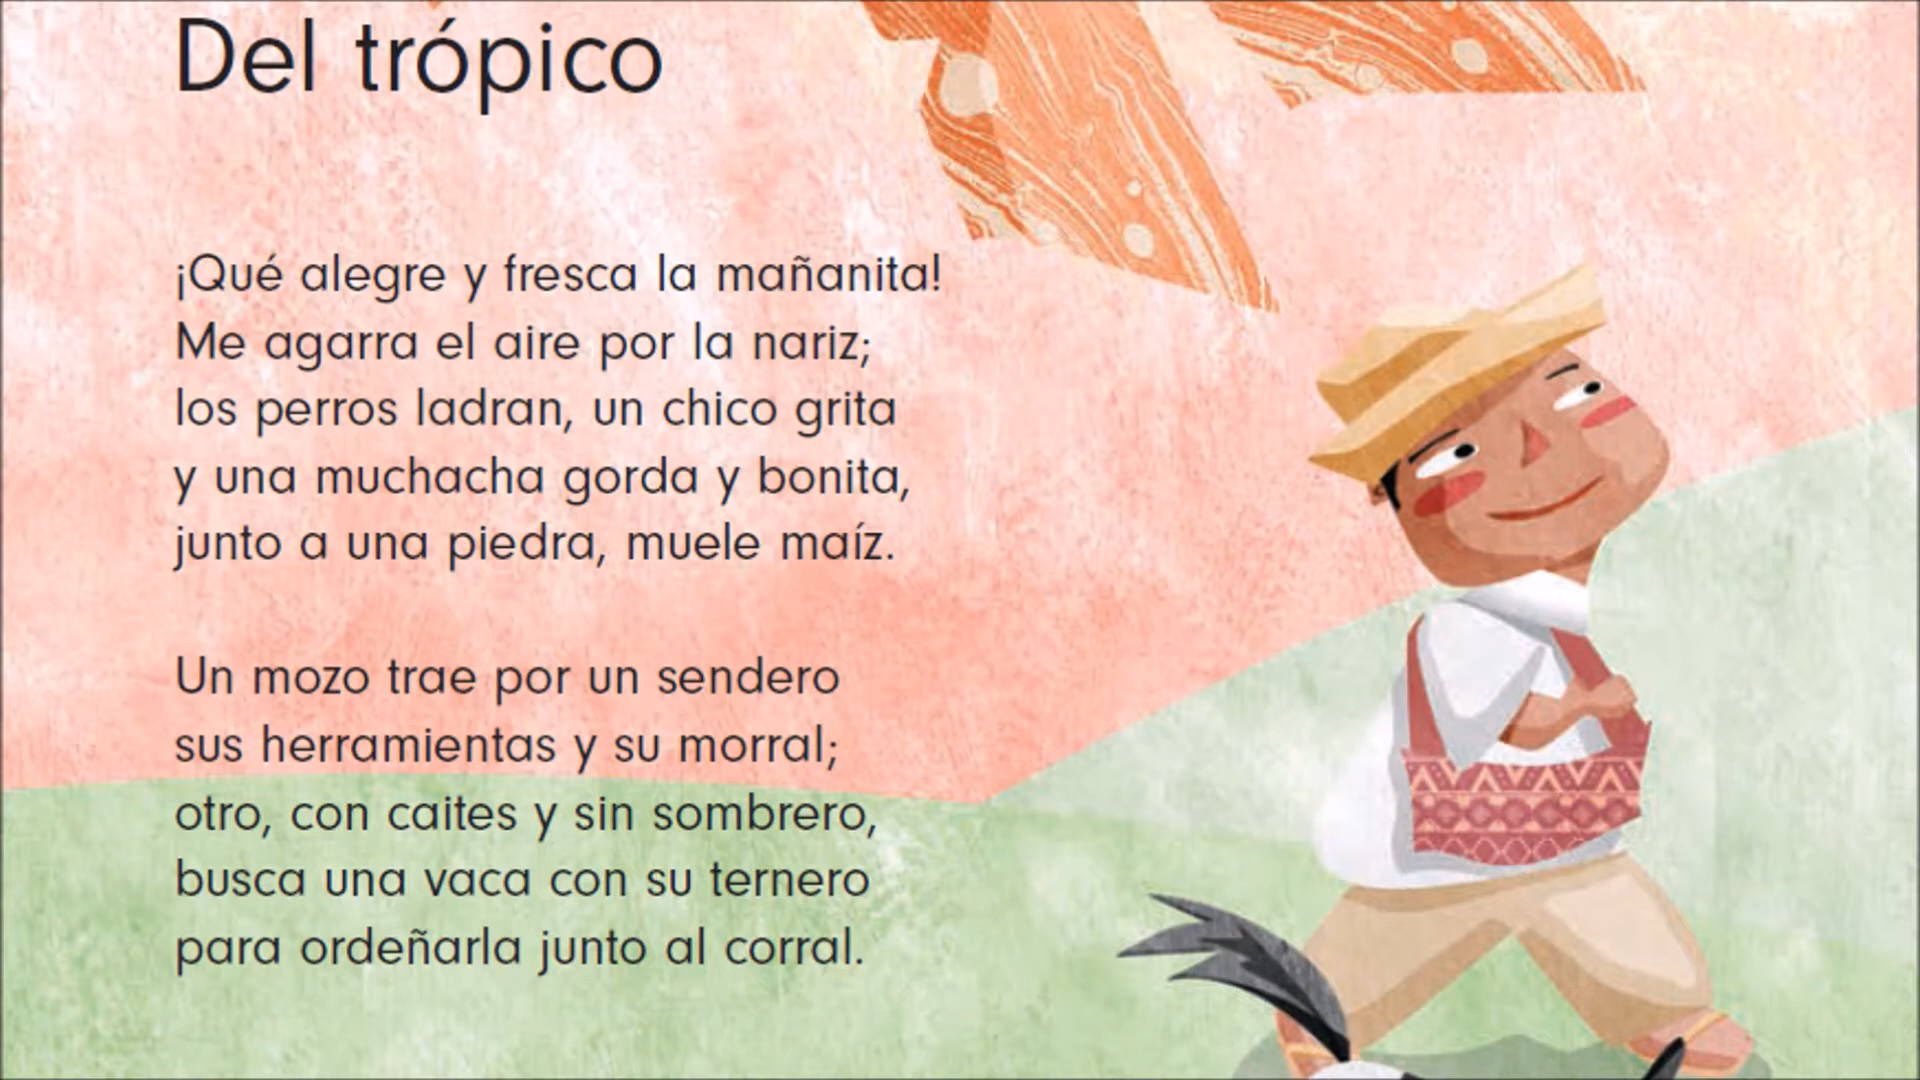 Del trópico
¡Qué alegre y fresca la mañanita!
Me agarra el aire por la nariz;
los perros ladran, un chico grita
y una muchacha gorda y bonita,
junto a una piedra, muele maíz.
Un mozo trae por un sendero
sus herramientas y su morral;
otro, con caites y sin sombrero,
busca una vaca con su ternero
para ordeñarla junto al corral.